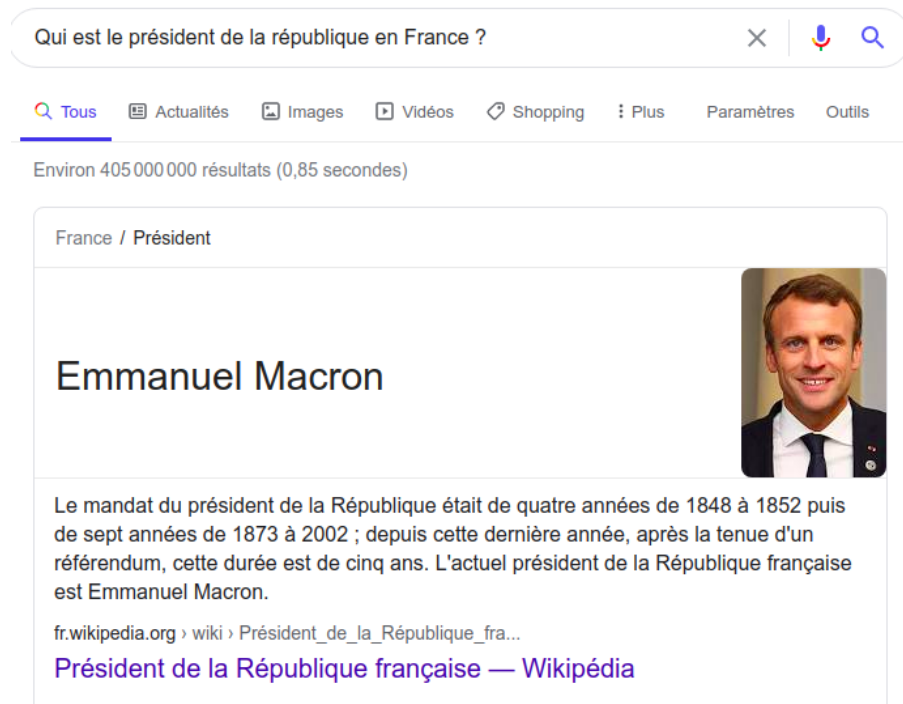 Qui est le président de la république en France ?
Tous Actualités Images Vidéos Shopping Plus Paramètres Outils
Environ 405 000 000 résultats (0,85 secondes)
France / Président
Emmanuel Macron
Le mandat du président de la République était de quatre années de 1848 à 1852 puis
de sept années de 1873 à 2002 ; depuis cette dernière année, après la tenue d'un
référendum, cette durée est de cinq ans. L'actuel président de la République française
est Emmanuel Macron.
fr.wikipedia.org › wiki › Président_de_la_République_fra...
Président de la République française — Wikipédia